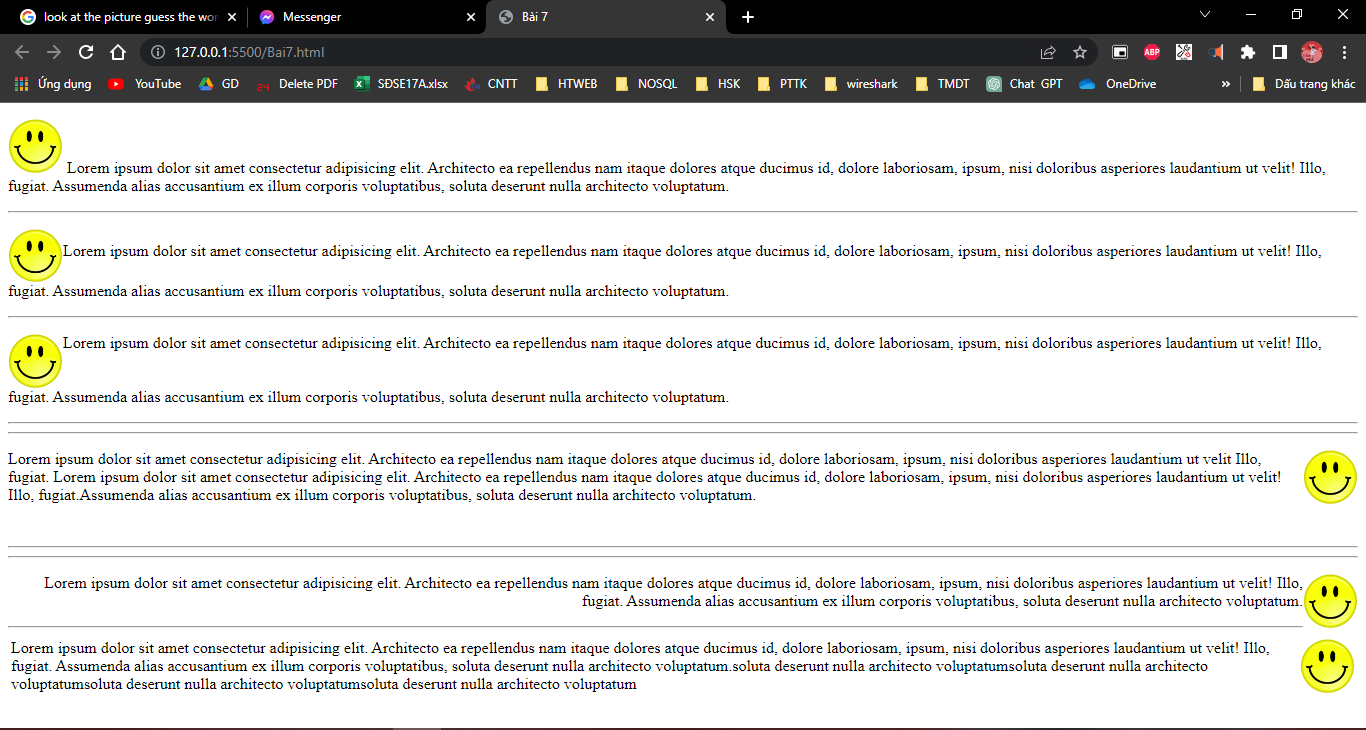 look at the picture guess the wor
Messenger
Bài 7
127.0.0.1:5500/Bai7.html
ABP
Ứng dụng YouTube GD 24 Delete PDF SĐSE17A.xlsx CNTT HTWEB NOSQL HSK PTTK wireshark TMDT Chat GPT OneDrive » Dấu trang khác
Lorem ipsum dolor sit amet consectetur adipisicing elit. Architecto ea repellendus nam itaque dolores atque ducimus id, dolore laboriosam, ipsum, nisi doloribus asperiores laudantium ut velit! Illo,
fugiat. Assumenda alias accusantium ex illum corporis voluptatibus, soluta deserunt nulla architecto voluptatum.
Lorem ipsum dolor sit amet consectetur adipisicing elit. Architecto ea repellendus nam itaque dolores atque ducimus id, dolore laboriosam, ipsum, nisi doloribus asperiores laudantium ut velit! Illo,
fugiat. Assumenda alias accusantium ex illum corporis voluptatibus, soluta deserunt nulla architecto voluptatum.
Lorem ipsum dolor sit amet consectetur adipisicing elit. Architecto ea repellendus nam itaque dolores atque ducimus id, dolore laboriosam, ipsum, nisi doloribus asperiores laudantium ut velit! Illo,
fugiat. Assumenda alias accusantium ex illum corporis voluptatibus, soluta deserunt nulla architecto voluptatum.
Lorem ipsum dolor sit amet consectetur adipisicing elit. Architecto ea repellendus nam itaque dolores atque ducimus id, dolore laboriosam, ipsum, nisi doloribus asperiores laudantium ut velit Illo,
fugiat. Lorem ipsum dolor sit amet consectetur adipisicing elit. Architecto ea repellendus nam itaque dolores atque ducimus id, dolore laboriosam, ipsum, nisi doloribus asperiores laudantium ut velit!
Illo, fugiat.Assumenda alias accusantium ex illum corporis voluptatibus, soluta deserunt nulla architecto voluptatum.
Lorem ipsum dolor sit amet consectetur adipisicing elit. Architecto ea repellendus nam itaque dolores atque ducimus id, dolore laboriosam, ipsum, nisi doloribus asperiores laudantium ut velit! Illo,
fugiat. Assumenda alias accusantium ex illum corporis voluptatibus, soluta deserunt nulla architecto voluptatum.
Lorem ipsum dolor sit amet consectetur adipisicing elit. Architecto ea repellendus nam itaque dolores atque ducimus id, dolore laboriosam, ipsum, nisi doloribus asperiores laudantium ut velit! Illo,
fugiat. Assumenda alias accusantium ex illum corporis voluptatibus, soluta deserunt nulla architecto voluptatum.soluta deserunt nulla architecto voluptatumsoluta deserunt nulla architecto
voluptatumsoluta deserunt nulla architecto voluptatumsoluta deserunt nulla architecto voluptatum